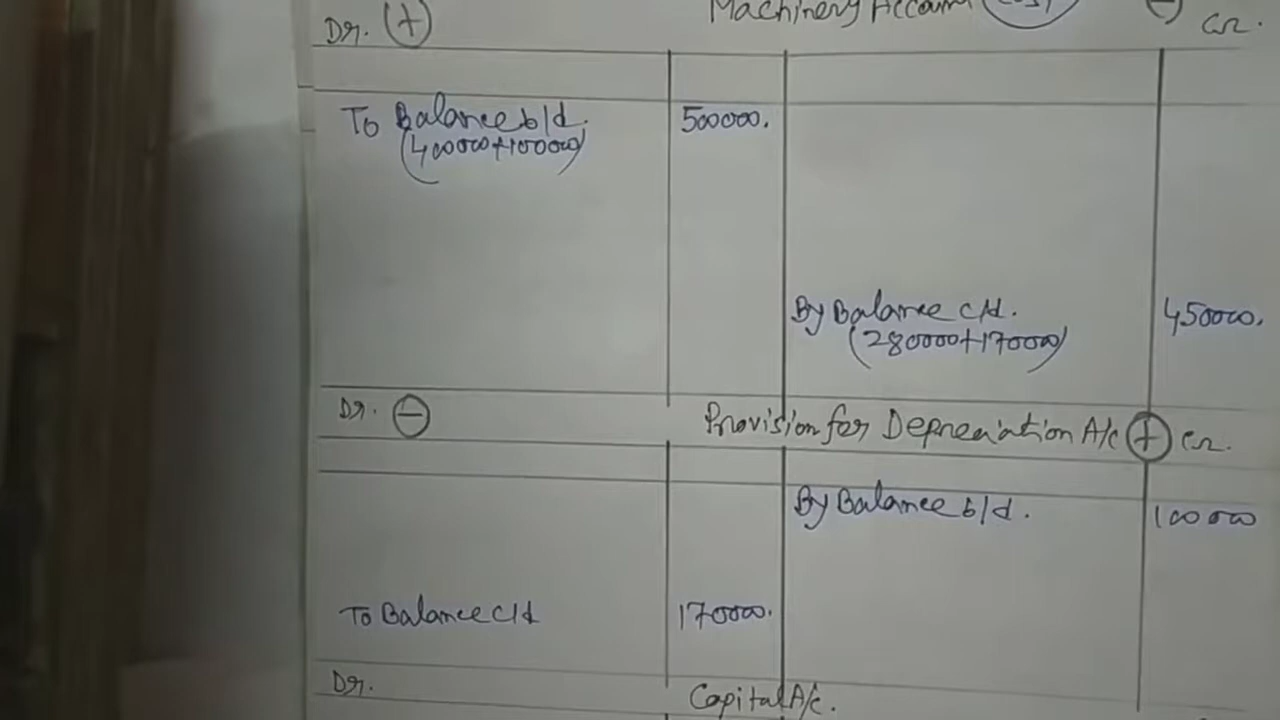 Dr. (+) Machinery Account (Cost) (-) Cr.
To Balance b/d. 500000.
(400000+100000)
By Balance c/d. 450000.
(280000+170000)
Dr. (-) Provision for Depreciation A/c (+) Cr.
By Balance b/d. 100000
To Balance c/d 170000.
Dr. Capital A/c.